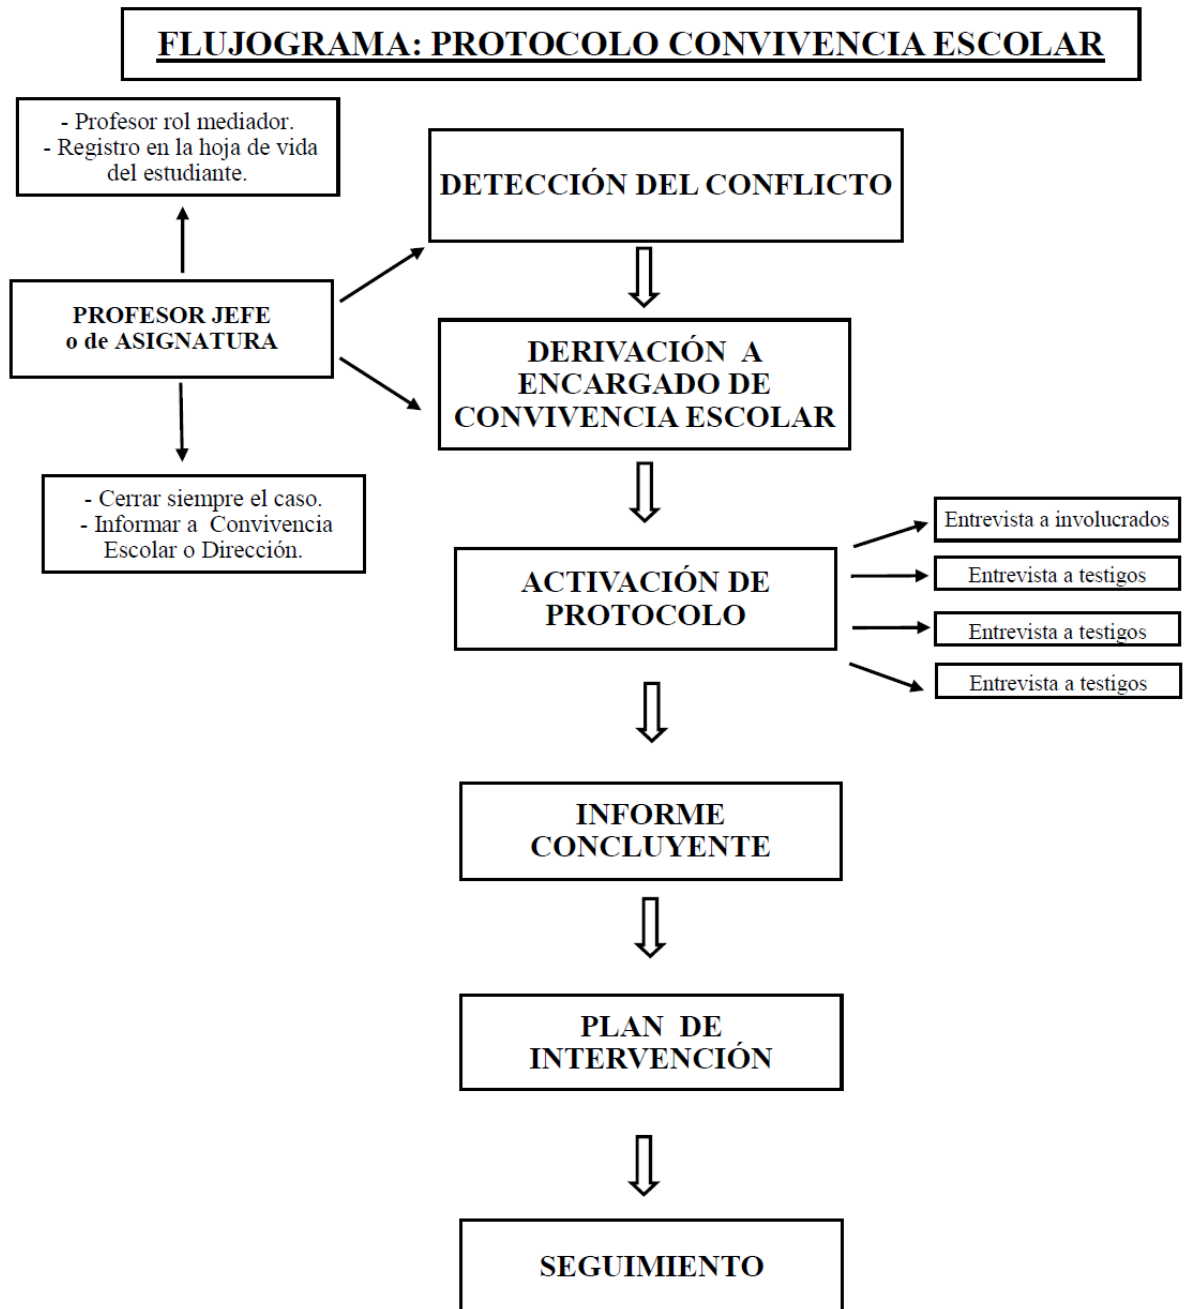 FLUJOGRAMA: PROTOCOLO CONVIVENCIA ESCOLAR
- Profesor rol mediador.
- Registro en la hoja de vida
del estudiante.
DETECCIÓN DEL CONFLICTO
PROFESOR JEFE
o de ASIGNATURA
DERIVACIÓN A
ENCARGADO DE
CONVIVENCIA ESCOLAR
- Cerrar siempre el caso.
- Informar a Convivencia
Escolar o Dirección.
ACTIVACIÓN DE
PROTOCOLO
Entrevista a involucrados
Entrevista a testigos
Entrevista a testigos
Entrevista a testigos
INFORME
CONCLUYENTE
PLAN DE
INTERVENCIÓN
SEGUIMIENTO